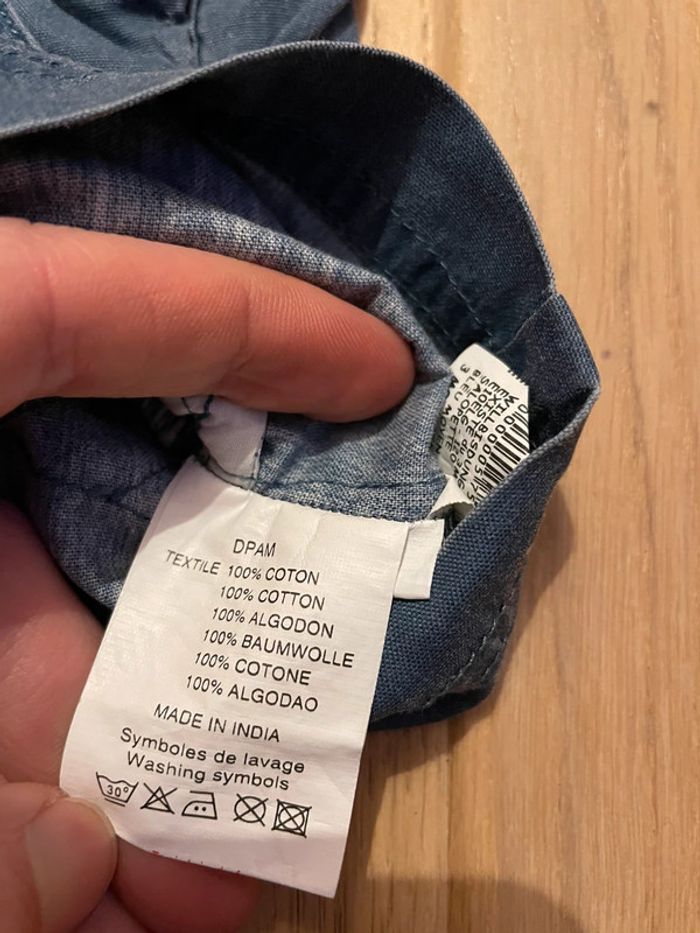 DPAM
TEXTILE 100% COTON
100% COTTON
100% ALGODON
100% BAUMWOLLE
100% COTONE
100% ALGODAO
MADE IN INDIA
Symboles de lavage
Washing symbols
30°